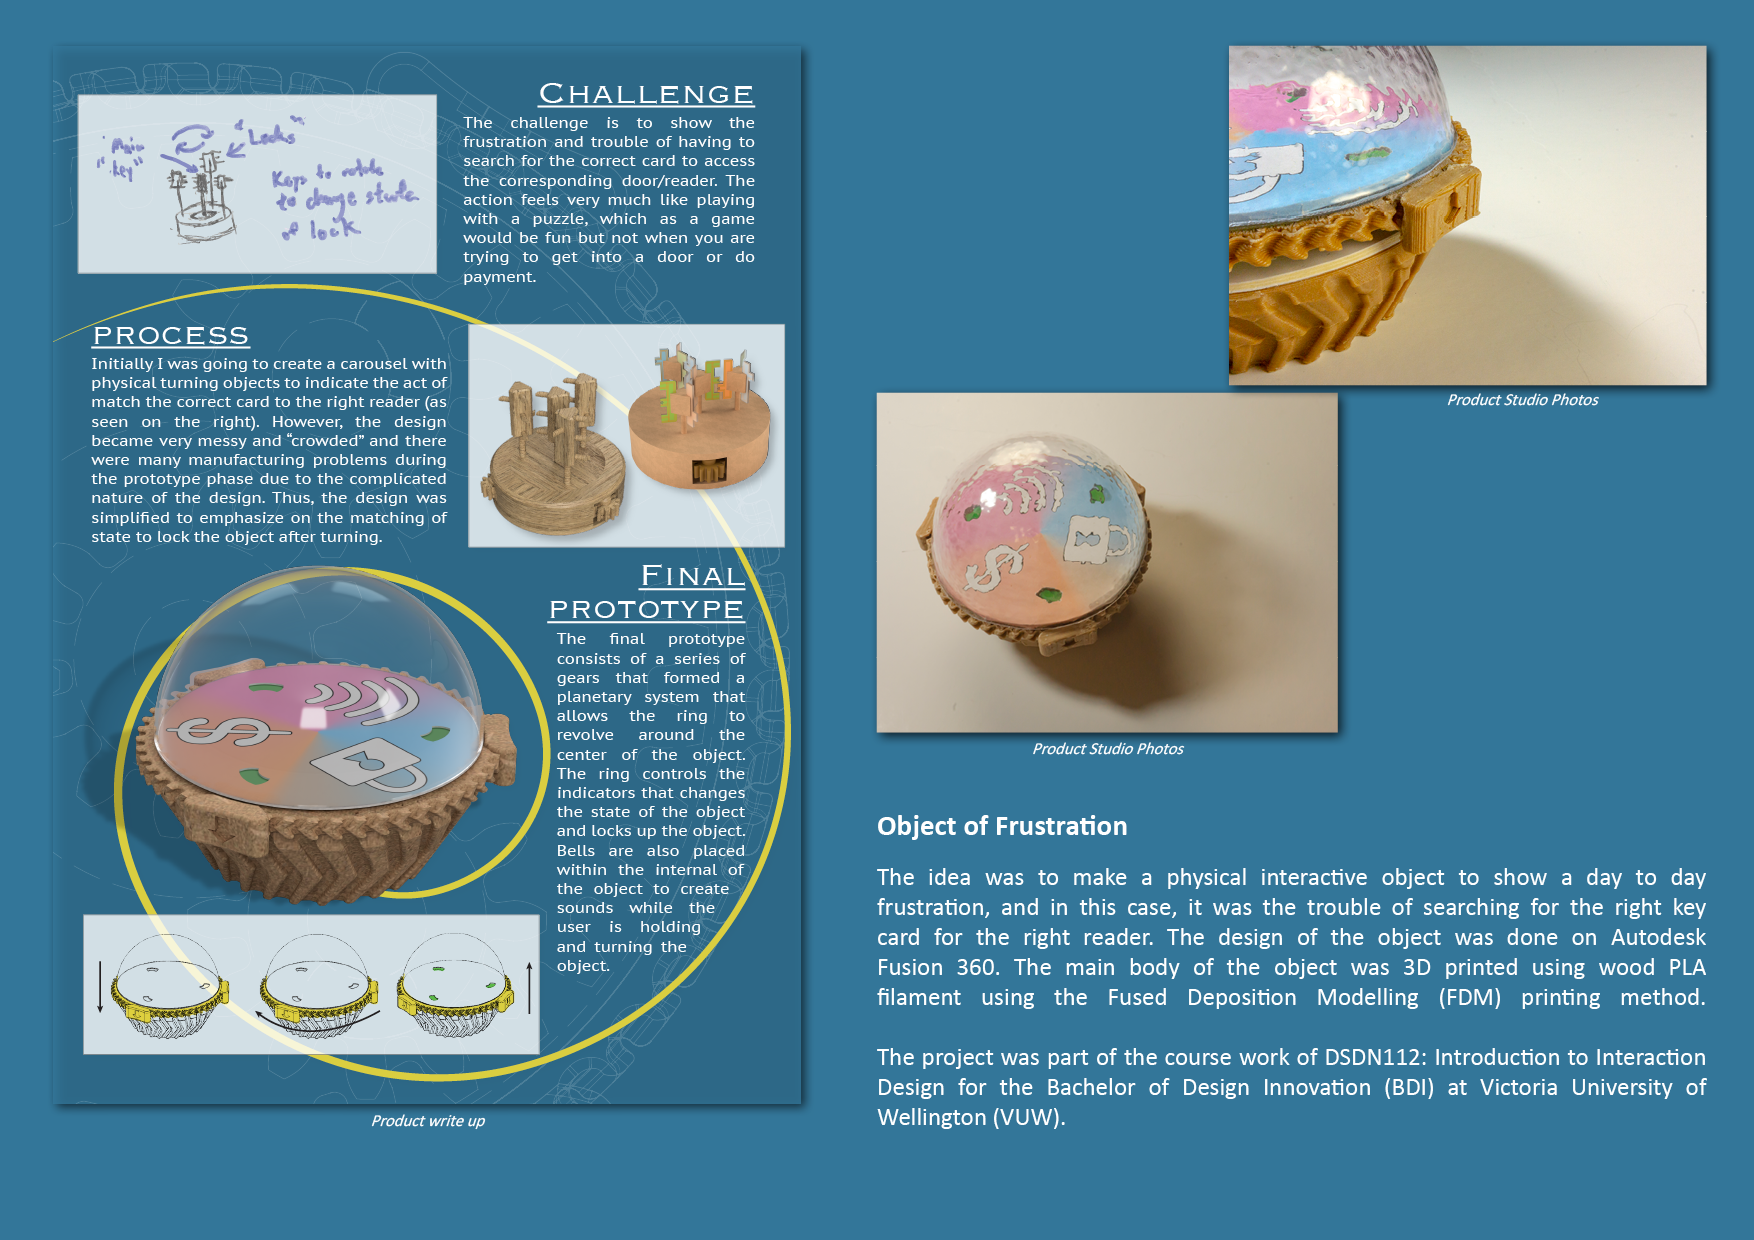 CHALLENGE
The challenge is to show the
frustration and trouble of having to
search for the correct card to access
the corresponding door/reader. The
action feels very much like playing
with a puzzle, which as a game
would be fun but not when you are
trying to get into a door or do
payment.
"Main
key"
"Locks"
Keys to rotate
to change state
of lock
PROCESS
Initially I was going to create a carousel with
physical turning objects to indicate the act of
match the correct card to the right reader (as
seen on the right). However, the design
became very messy and “crowded” and there
were many manufacturing problems during
the prototype phase due to the complicated
nature of the design. Thus, the design was
simplified to emphasize on the matching of
state to lock the object after turning.
FINAL
PROTOTYPE
The final prototype
consists of a series of
gears that formed a
planetary system that
allows the ring to
revolve around the
center of the object.
The ring controls the
indicators that changes
the state of the object
and locks up the object.
Bells are also placed
within the internal of
the object to create
sounds while the
user is holding
and turning the
object.
Product write up
Product Studio Photos
Product Studio Photos
Object of Frustration
The idea was to make a physical interactive object to show a day to day
frustration, and in this case, it was the trouble of searching for the right key
card for the right reader. The design of the object was done on Autodesk
Fusion 360. The main body of the object was 3D printed using wood PLA
filament using the Fused Deposition Modelling (FDM) printing method.
The project was part of the course work of DSDN112: Introduction to Interaction
Design for the Bachelor of Design Innovation (BDI) at Victoria University of
Wellington (VUW).